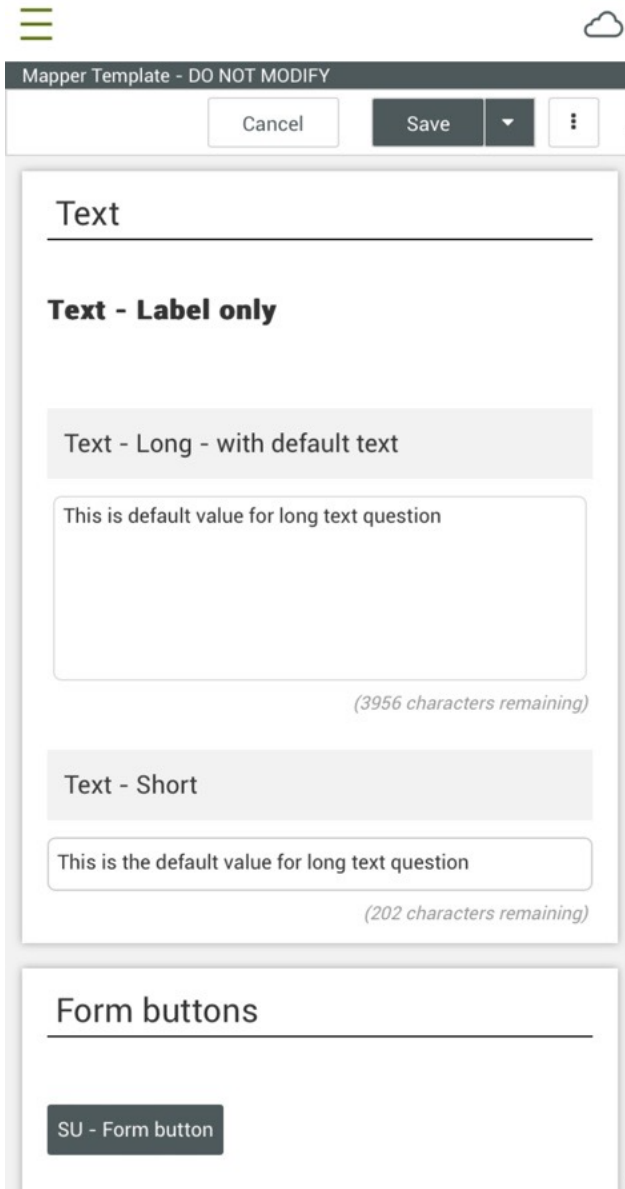 Mapper Template - DO NOT MODIFY
Cancel
Save
Text
Text - Label only
Text - Long - with default text
This is default value for long text question
(3956 characters remaining)
Text - Short
This is the default value for long text question
(202 characters remaining)
Form buttons
SU - Form button